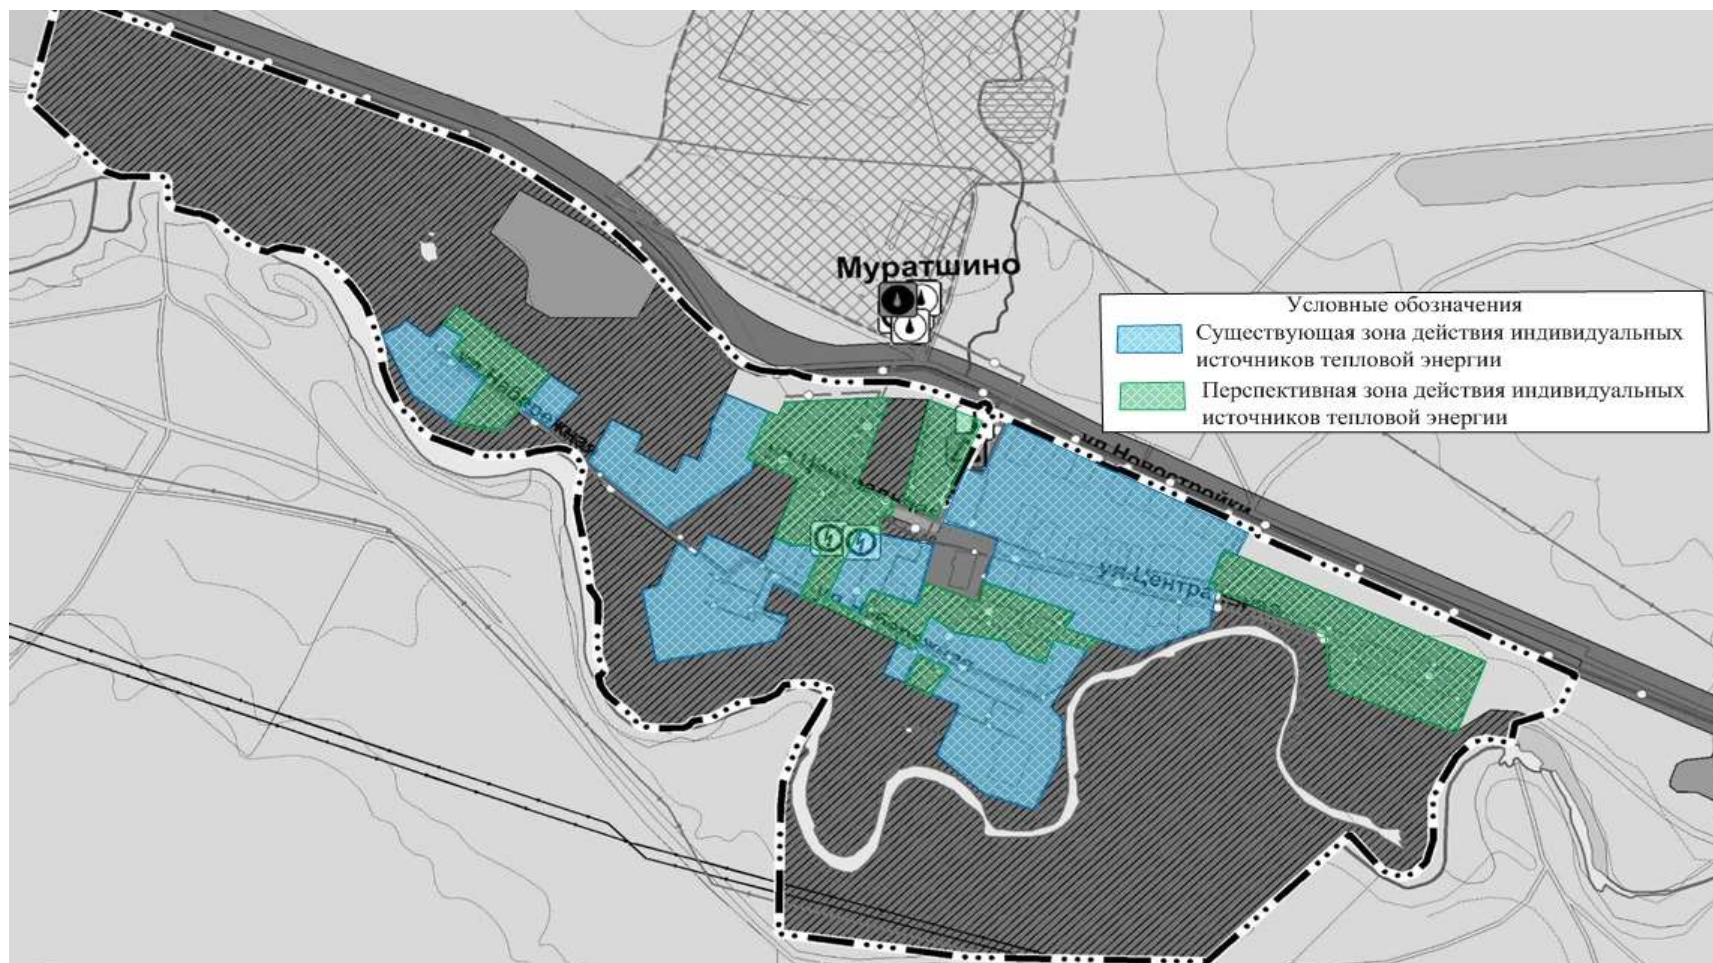 Муратшино
Условные обозначения
Существующая зона действия индивидуальных
источников тепловой энергии
Перспективная зона действия индивидуальных
источников тепловой энергии
ул.Новостройки
ул.Центральная